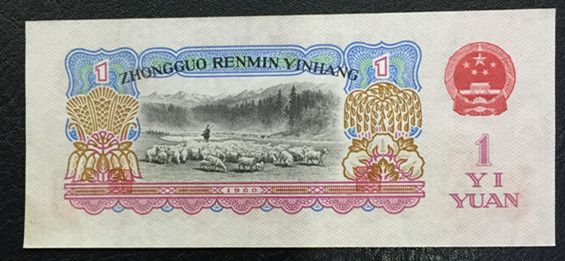 ZHONGGUO RENMIN YINHANG
1
1
1960
1
YI
YUAN